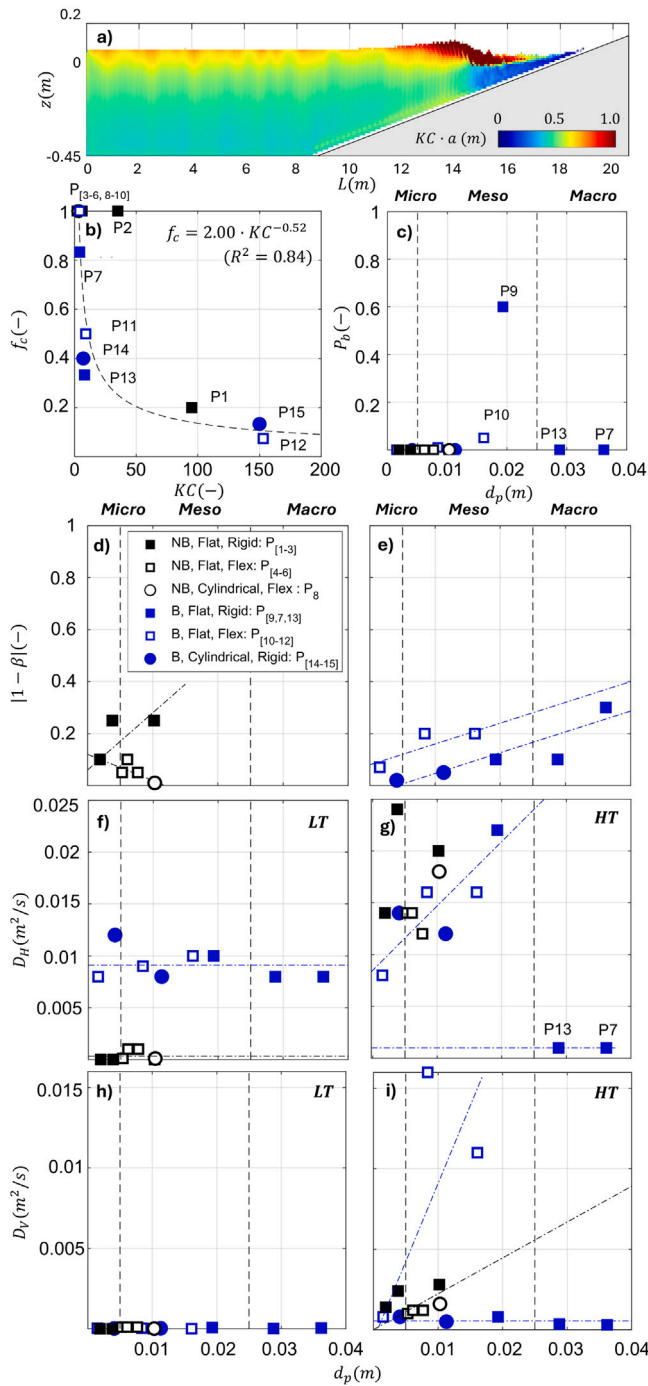 0.2
a)
0
z(m)
-0.45
0 0.5 1.0
KC · a (m)
0 2 4 6 8 10 12 14 16 18 20
L(m)
Micro Meso Macro
P[3-6, 8-10]
1
b)
P2
f_c = 2.00 · KC^−0.52
(R² = 0.84)
0.8
P7
0.6
f_c(−)
P11
0.4
P14
P13
0.2
P1
P15
P12
0 50 100 150 200
KC(−)
1
c)
0.8
P9
0.6
P_b(−)
0.4
0.2
P10
P13 P7
0 0.01 0.02 0.03 0.04
d_p(m)
Micro Meso Macro
Micro Meso Macro
1
d)
NB, Flat, Rigid: P[1-3]
NB, Flat, Flex: P[4-6]
NB, Cylindrical, Flex : P8
B, Flat, Rigid: P[9,7,13]
B, Flat, Flex: P[10-12]
B, Cylindrical, Rigid: P[14-15]
0.8
0.6
|1 − β|(−)
0.4
0.2
e)
0.025
f)
LT
0.02
0.015
D_H(m²/s)
0.01
0.005
g)
HT
P13 P7
h)
LT
0.015
0.01
D_V(m²/s)
0.005
0
0 0.01 0.02 0.03 0.04
i)
HT
0 0.01 0.02 0.03 0.04
d_p(m)